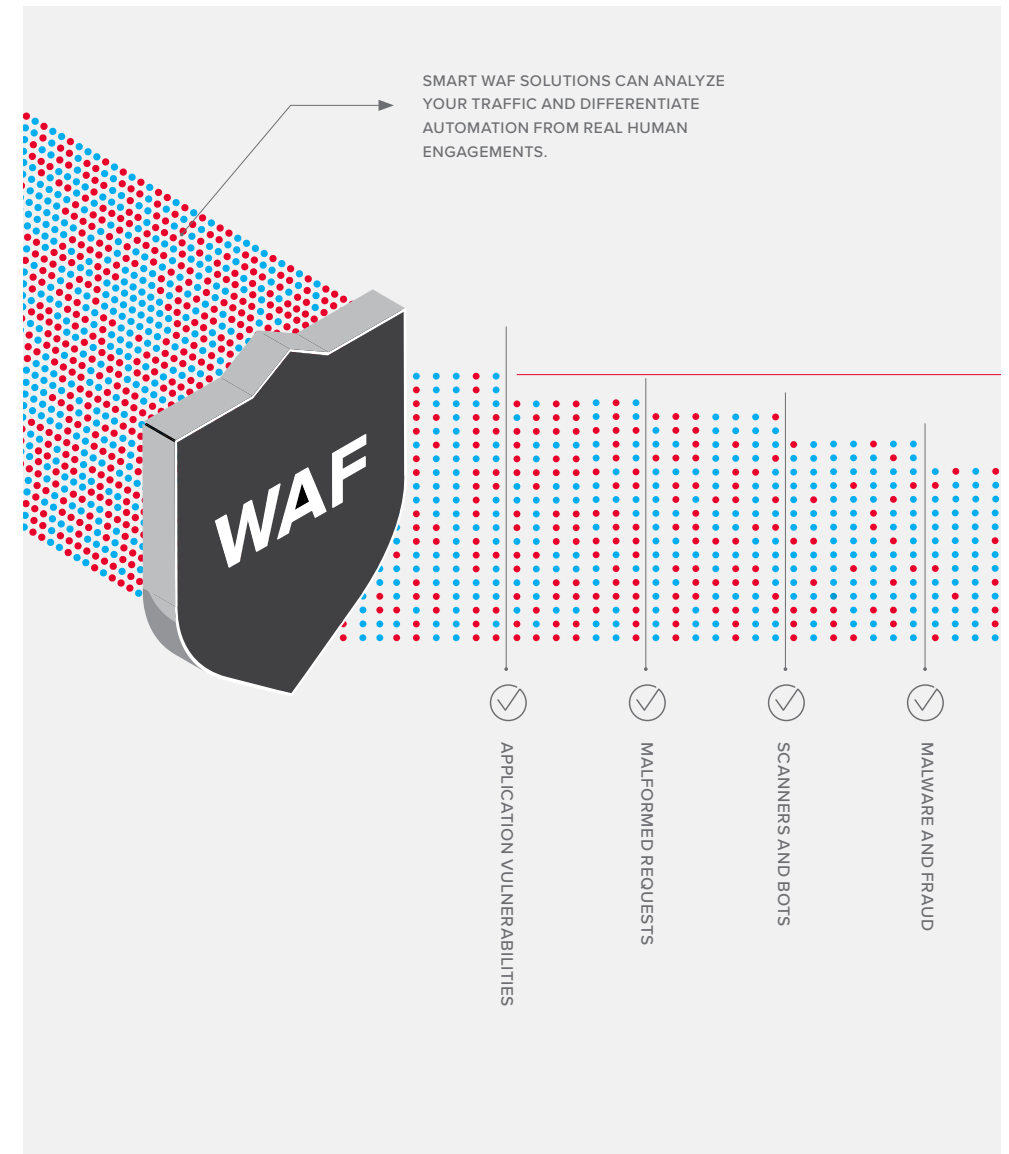 SMART WAF SOLUTIONS CAN ANALYZE
YOUR TRAFFIC AND DIFFERENTIATE
AUTOMATION FROM REAL HUMAN
ENGAGEMENTS.
WAF
APPLICATION VULNERABILITIES
MALFORMED REQUESTS
SCANNERS AND BOTS
MALWARE AND FRAUD